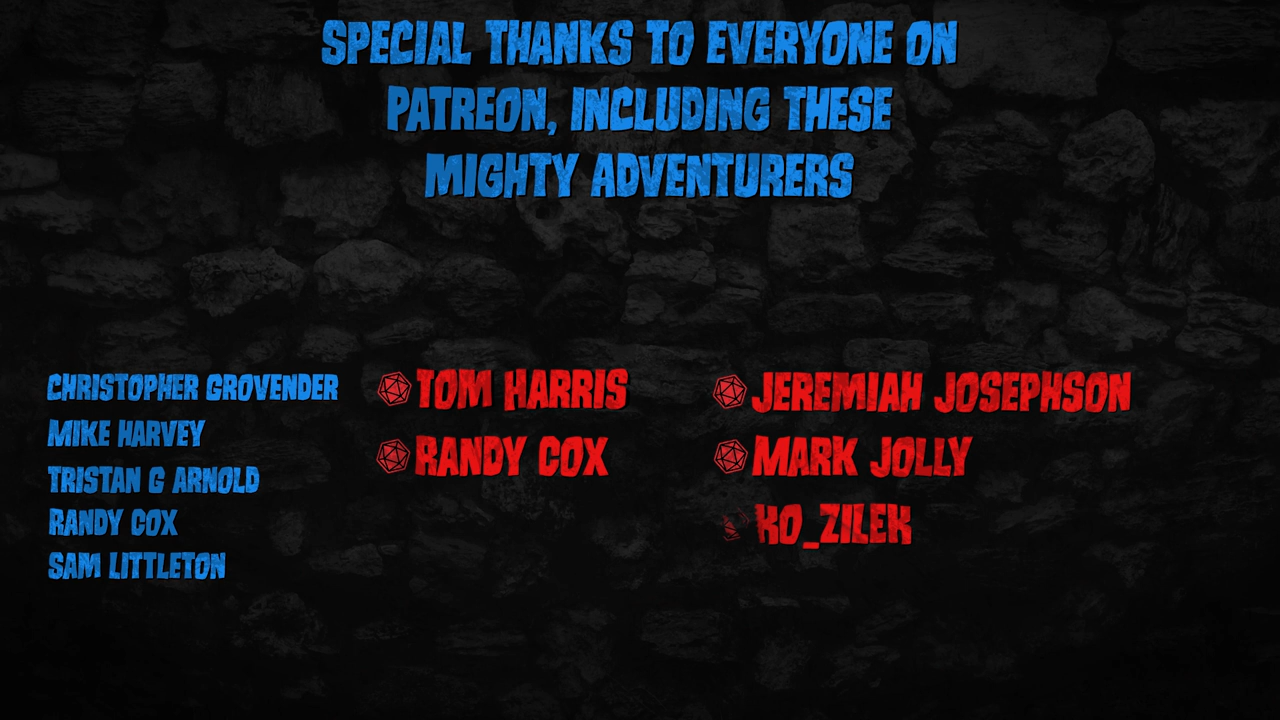 SPECIAL THANKS TO EVERYONE ON
PATREON, INCLUDING THESE
MIGHTY ADVENTURERS
CHRISTOPHER GROVENDER
MIKE HARVEY
TRISTAN G ARNOLD
RANDY COX
SAM LITTLETON
TOM HARRIS
RANDY COX
JEREMIAH JOSEPHSON
MARK JOLLY
KO_ZILEK